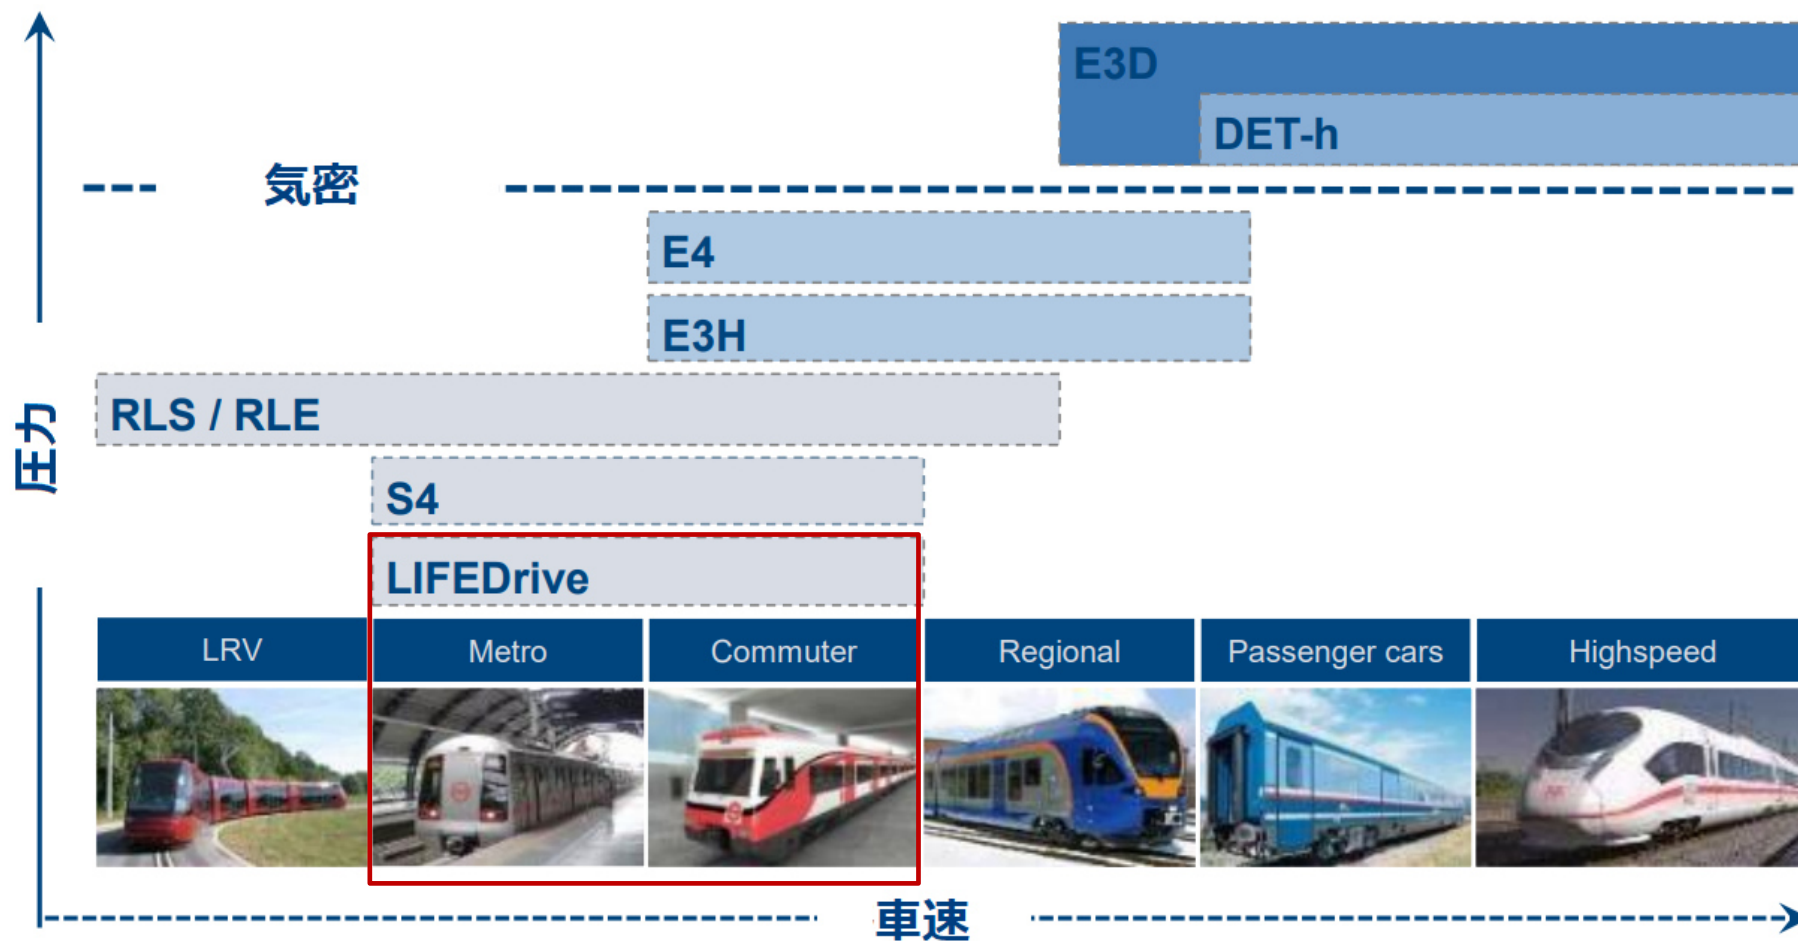 E3D
DET-h
気密
E4
E3H
RLS / RLE
圧力
S4
LIFEDrive
LRV
Metro
Commuter
Regional
Passenger cars
Highspeed
車速